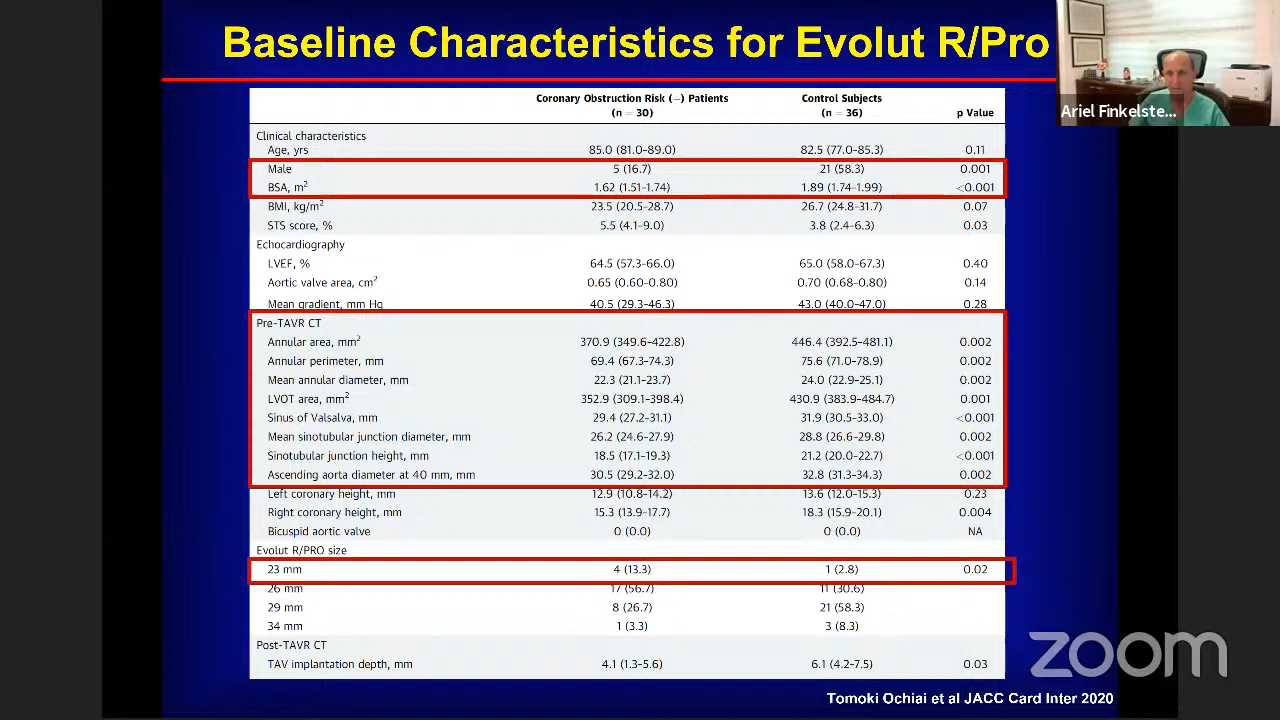 Baseline Characteristics for Evolut R/Pro
Ariel Finkelste...
Coronary Obstruction Risk (−) Patients Control Subjects
(n = 30) (n = 36) p Value
Clinical characteristics
Age, yrs 85.0 (81.0–89.0) 82.5 (77.0–85.3) 0.11
Male 5 (16.7) 21 (58.3) 0.001
BSA, m² 1.62 (1.51–1.74) 1.89 (1.74–1.99) <0.001
BMI, kg/m² 23.5 (20.5–28.7) 26.7 (24.8–31.7) 0.07
STS score, % 5.5 (4.1–9.0) 3.8 (2.4–6.3) 0.03
Echocardiography
LVEF, % 64.5 (57.3–66.0) 65.0 (58.0–67.3) 0.40
Aortic valve area, cm² 0.65 (0.60–0.80) 0.70 (0.68–0.80) 0.14
Mean gradient, mm Hg 40.5 (29.3–46.3) 43.0 (40.0–47.0) 0.28
Pre-TAVR CT
Annular area, mm² 370.9 (349.6–422.8) 446.4 (392.5–481.1) 0.002
Annular perimeter, mm 69.4 (67.3–74.3) 75.6 (71.0–78.9) 0.002
Mean annular diameter, mm 22.3 (21.1–23.7) 24.0 (22.9–25.1) 0.002
LVOT area, mm² 352.9 (309.1–398.4) 430.9 (383.9–484.7) 0.001
Sinus of Valsalva, mm 29.4 (27.2–31.1) 31.9 (30.5–33.0) <0.001
Mean sinotubular junction diameter, mm 26.2 (24.6–27.9) 28.8 (26.6–29.8) 0.002
Sinotubular junction height, mm 18.5 (17.1–19.3) 21.2 (20.0–22.7) <0.001
Ascending aorta diameter at 40 mm, mm 30.5 (29.2–32.0) 32.8 (31.3–34.3) 0.002
Left coronary height, mm 12.9 (10.8–14.2) 13.6 (12.0–15.3) 0.23
Right coronary height, mm 15.3 (13.9–17.7) 18.3 (15.9–20.1) 0.004
Bicuspid aortic valve 0 (0.0) 0 (0.0) NA
Evolut R/PRO size
23 mm 4 (13.3) 1 (2.8) 0.02
26 mm 17 (56.7) 11 (30.6)
29 mm 8 (26.7) 21 (58.3)
34 mm 1 (3.3) 3 (8.3)
Post-TAVR CT
TAV implantation depth, mm 4.1 (1.3–5.6) 6.1 (4.2–7.5) 0.03
zoom
Tomoki Ochiai et al JACC Card Inter 2020